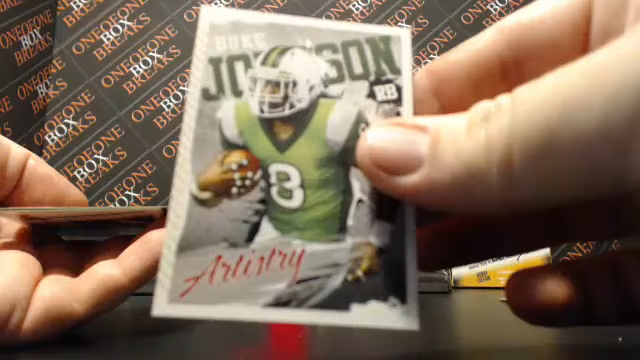 DUKE
JOHNSON
RB
8
Artistry
ONEOFONE
BOX
BREAKS